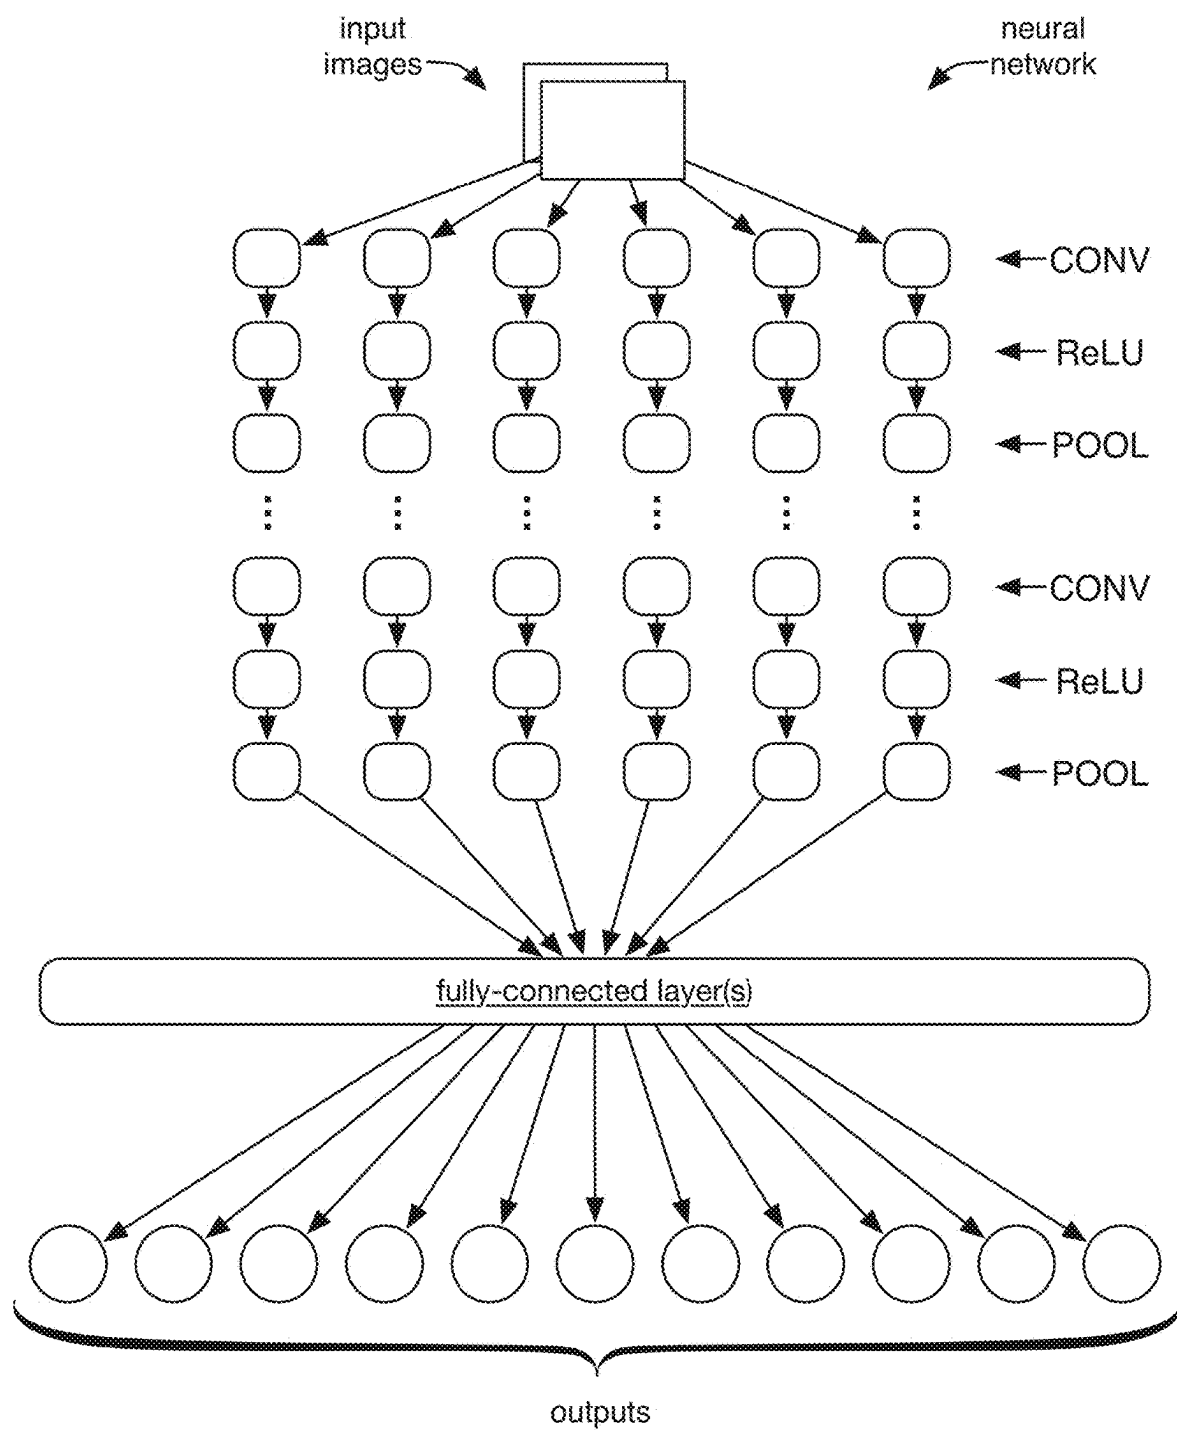 input
images
neural
network
CONV
ReLU
POOL
CONV
ReLU
POOL
fully-connected layer(s)
outputs